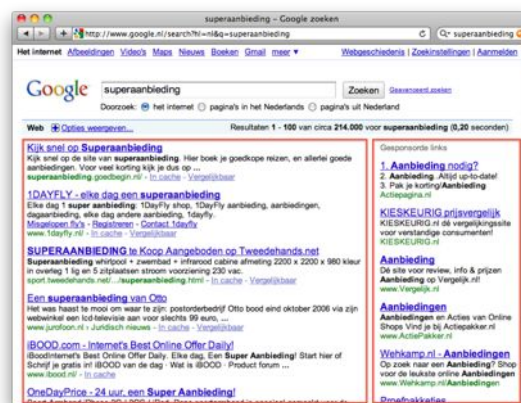 superaanbieding – Google zoeken
http://www.google.nl/search?hl=nl&q=superaanbieding
superaanbieding
Het internet Afbeeldingen Video's Maps Nieuws Boeken Gmail meer ▼
Webgeschiedenis | Zoekinstellingen | Aanmelden
Google
superaanbieding
Zoeken
Geavanceerd zoeken
Doorzoek: het internet pagina's in het Nederlands pagina's uit Nederland
Web Opties weergeven...
Resultaten 1 - 100 van circa 214.000 voor superaanbieding (0,20 seconden)
Kijk snel op Superaanbieding
Kijk snel op de site van superaanbieding. Hier boek je goedkope reizen, en allerlei goede
aanbiedingen. Voor veel korting kijk je dus op ...
superaanbieding.goedbegin.nl/ - In cache - Vergelijkbaar
1DAYFLY - elke dag een superaanbieding
Elke dag 1 super aanbieding: 1DayFly shop, 1DayFly aanbieding, aanbiedingen,
dagaanbieding, elke dag andere aanbieding, 1dayfly.
Misgelopen fly's - Registreren - Contact 1dayfly
www.1dayfly.nl/ - In cache - Vergelijkbaar
SUPERAANBIEDING te Koop Aangeboden op Tweedehands.net
Superaanbieding whirlpool + zwembad + infrarood cabine afmeting 2200 x 2200 x 980 kleur
in overleg 1 lig en 5 zitplaatsen stroom voorziening 230 vac.
sport.tweedehands.net/.../superaanbieding.html - In cache - Vergelijkbaar
Een superaanbieding van Otto
Het was haast te mooi om waar te zijn: postorderbedrijf Otto bood eind oktober 2006 via zijn
webwinkel een lcd-televisie aan voor slechts 99 euro, ...
www.jurofoon.nl › Juridisch nieuws - In cache - Vergelijkbaar
iBOOD.com - Internet's Best Online Offer Daily!
iBoodInternet's Best Online Offer Daily. Elke dag, Een Super Aanbieding! Start hier of
Schrijf je gratis in! iBOOD van de dag · Wat is iBOOD · Product forum ...
www.ibood.nl/ - In cache
OneDayPrice - 24 uur, een Super Aanbieding!
Gesponsorde links
1. Aanbieding nodig?
2. Aanbieding .Altijd up-to-date!
3. Pak je korting/Aanbieding
Actiepagina.nl
KIESKEURIG prijsvergelijk
KIESKEURIG.nl dé vergelijkingssite
voor verstandige consumenten!
KIESKEURIG.nl
Aanbieding
Dé site voor review, info & prijzen
Aanbieding op Vergelijk.nl!
www.Vergelijk.nl
Aanbiedingen
Aanbiedingen en Acties van Online
Shops Vind je bij ActiePakker.nl
www.ActiePakker.nl
Wehkamp.nl - Aanbiedingen
Op zoek naar een Aanbieding? Shop
voor de leukste online Aanbiedingen
www.Wehkamp.nl/Aanbiedingen
Proefpakketjes